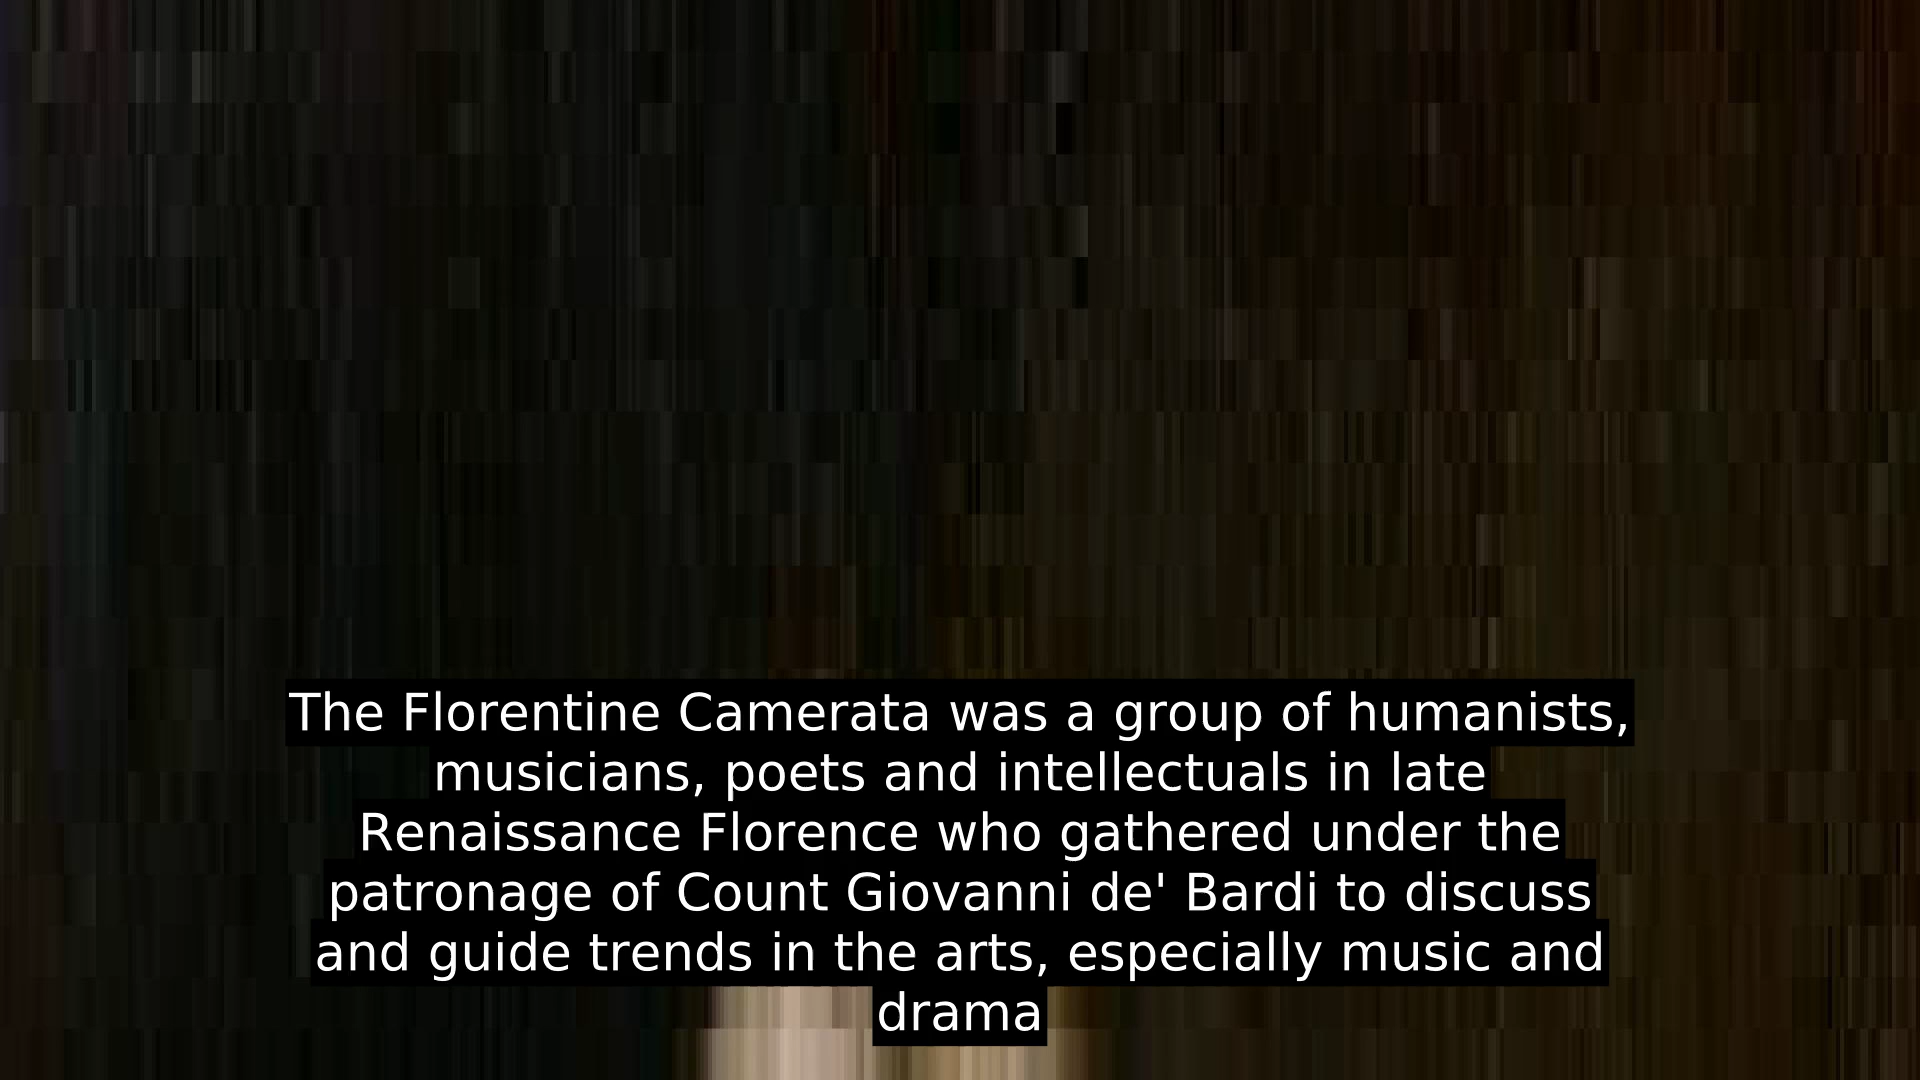 The Florentine Camerata was a group of humanists,
musicians, poets and intellectuals in late
Renaissance Florence who gathered under the
patronage of Count Giovanni de' Bardi to discuss
and guide trends in the arts, especially music and
drama